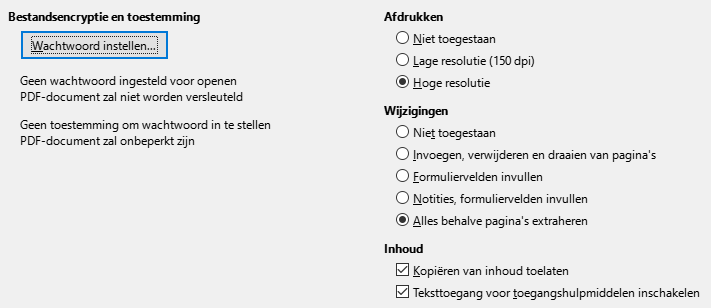 Bestandsencryptie en toestemming
Wachtwoord instellen...
Geen wachtwoord ingesteld voor openen
PDF-document zal niet worden versleuteld
Geen toestemming om wachtwoord in te stellen
PDF-document zal onbeperkt zijn
Afdrukken
Niet toegestaan
Lage resolutie (150 dpi)
Hoge resolutie
Wijzigingen
Niet toegestaan
Invoegen, verwijderen en draaien van pagina's
Formuliervelden invullen
Notities, formuliervelden invullen
Alles behalve pagina's extraheren
Inhoud
Kopiëren van inhoud toelaten
Teksttoegang voor toegangshulpmiddelen inschakelen